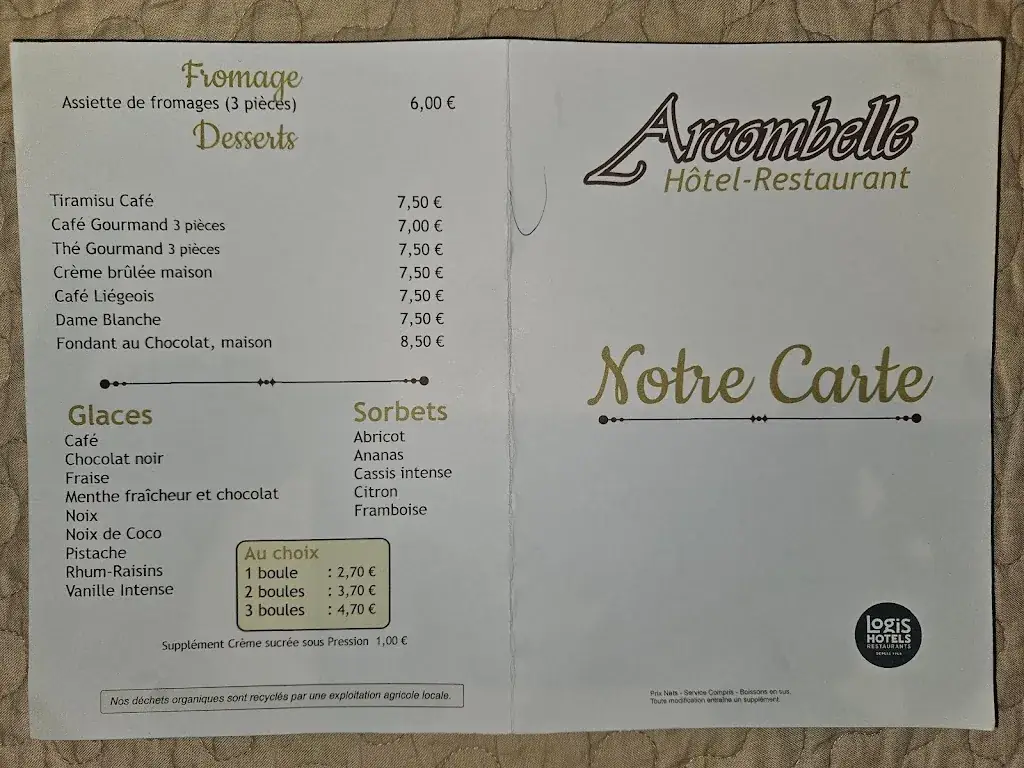 Fromage
Assiette de fromages (3 pièces) 6,00 €
Desserts
Tiramisu Café 7,50 €
Café Gourmand 3 pièces 7,00 €
Thé Gourmand 3 pièces 7,50 €
Crème brûlée maison 7,50 €
Café Liégeois 7,50 €
Dame Blanche 7,50 €
Fondant au Chocolat, maison 8,50 €
Glaces
Café
Chocolat noir
Fraise
Menthe fraîcheur et chocolat
Noix
Noix de Coco
Pistache
Rhum-Raisins
Vanille Intense
Sorbets
Abricot
Ananas
Cassis intense
Citron
Framboise
Au choix
1 boule : 2,70 €
2 boules : 3,70 €
3 boules : 4,70 €
Supplément Crème sucrée sous Pression 1,00 €
Nos déchets organiques sont recyclés par une exploitation agricole locale.
Arcombelle
Hôtel-Restaurant
Notre Carte
logis
HOTELS
RESTAURANTS
Prix Nets - Service Compris - Boissons en sus.
Toute modification entraîne un supplément.